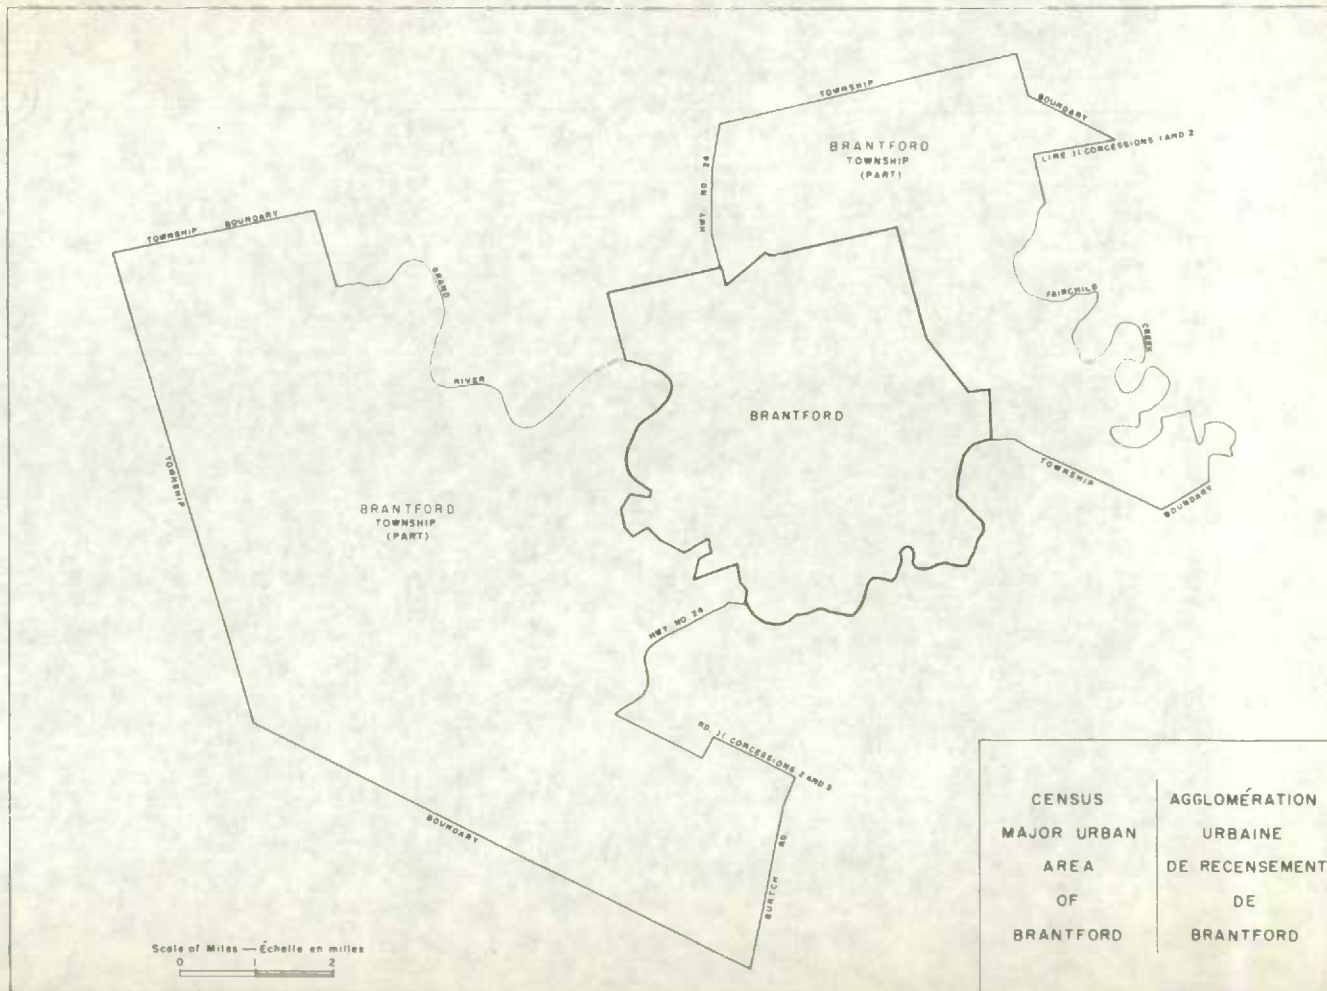 TOWNSHIP
BOUNDARY
BRANTFORD
TOWNSHIP
(PART)
HWY. NO. 24
LINE )( CONCESSIONS 1 AND 2
TOWNSHIP BOUNDARY
GRAND
RIVER
FAIRCHILD
CREEK
BRANTFORD
TOWNSHIP
BOUNDARY
TOWNSHIP
BRANTFORD
TOWNSHIP
(PART)
HWY. NO. 24
RD. )( CONCESSIONS 2 AND 3
BOUNDARY
BURTCH RD
CENSUS
MAJOR URBAN
AREA
OF
BRANTFORD
AGGLOMÉRATION
URBAINE
DE RECENSEMENT
DE
BRANTFORD
Scale of Miles — Échelle en milles
0 1 2